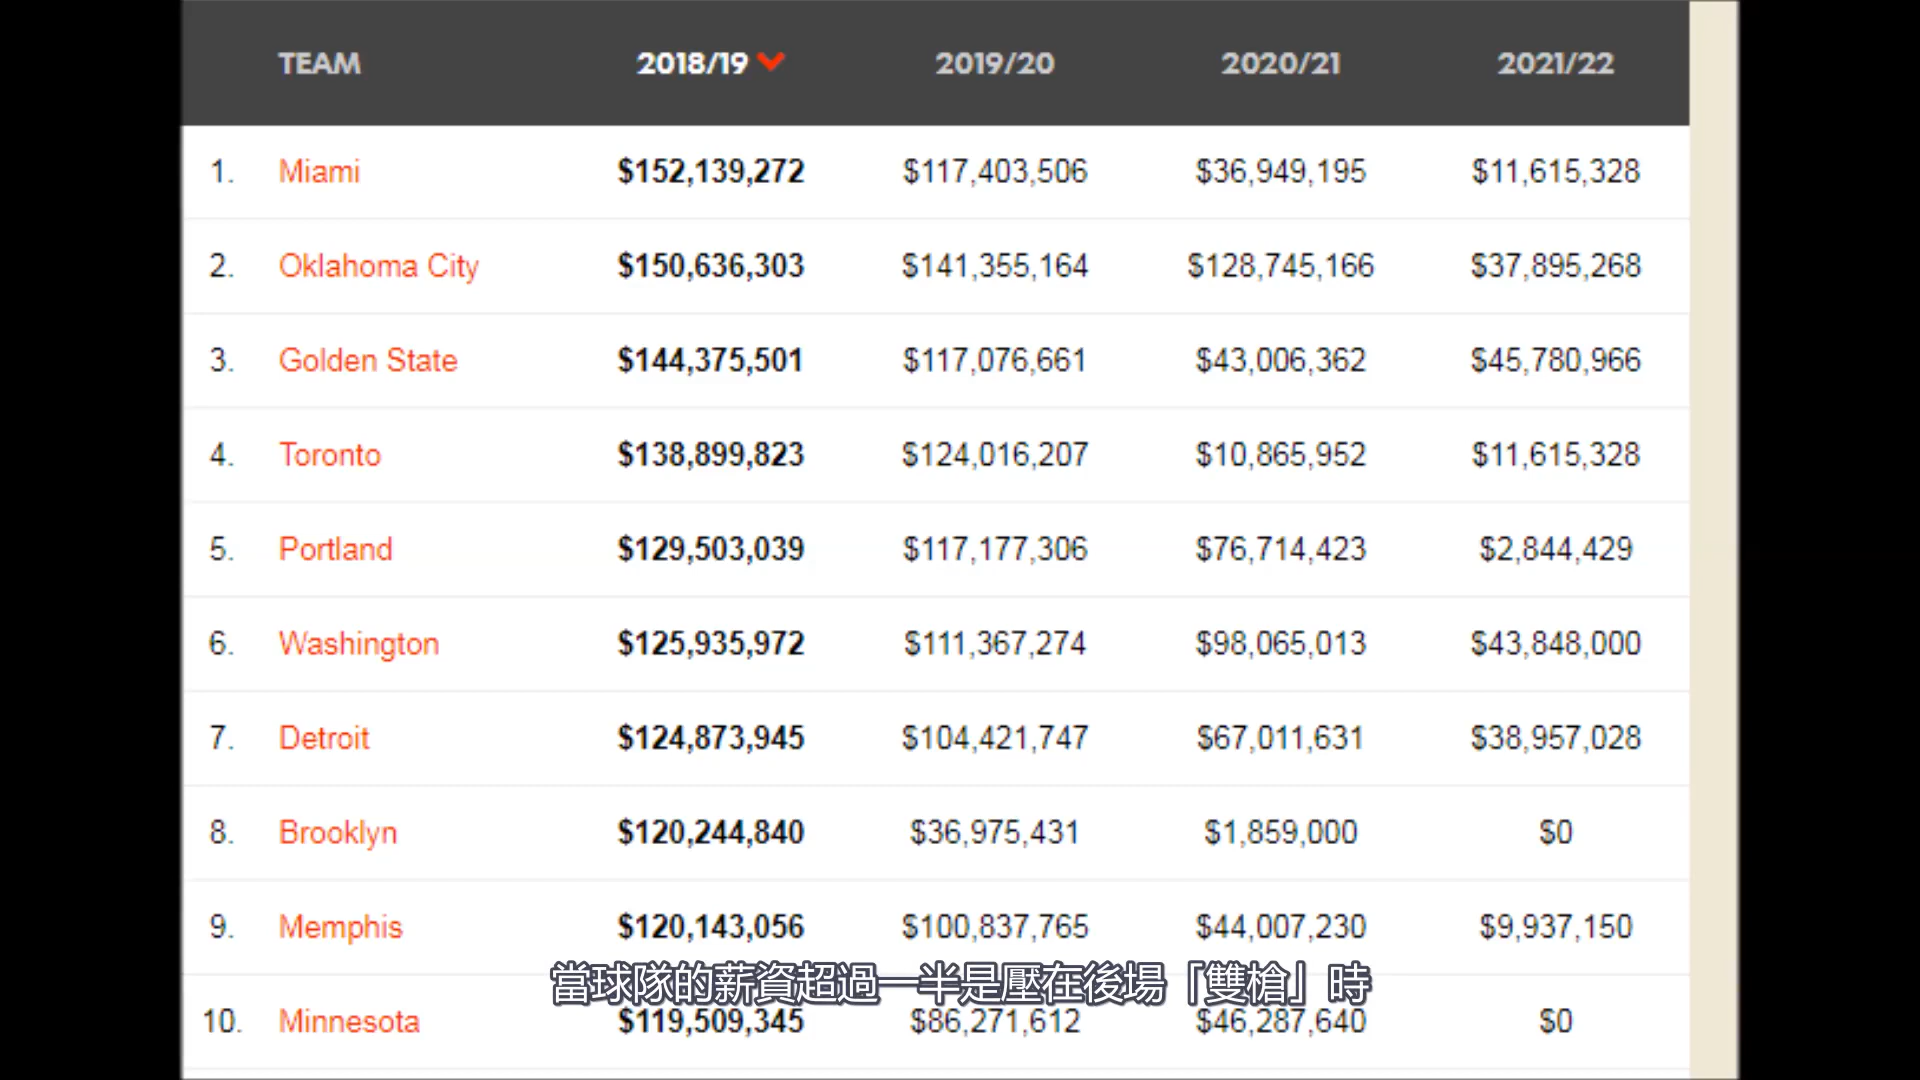 TEAM 2018/19 2019/20 2020/21 2021/22
1. Miami $152,139,272 $117,403,506 $36,949,195 $11,615,328
2. Oklahoma City $150,636,303 $141,355,164 $128,745,166 $37,895,268
3. Golden State $144,375,501 $117,076,661 $43,006,362 $45,780,966
4. Toronto $138,899,823 $124,016,207 $10,865,952 $11,615,328
5. Portland $129,503,039 $117,177,306 $76,714,423 $2,844,429
6. Washington $125,935,972 $111,367,274 $98,065,013 $43,848,000
7. Detroit $124,873,945 $104,421,747 $67,011,631 $38,957,028
8. Brooklyn $120,244,840 $36,975,431 $1,859,000 $0
9. Memphis $120,143,056 $100,837,765 $44,007,230 $9,937,150
當球隊的薪資超過一半是壓在後場「雙槍」時
10. Minnesota $119,509,345 $86,271,612 $46,287,640 $0